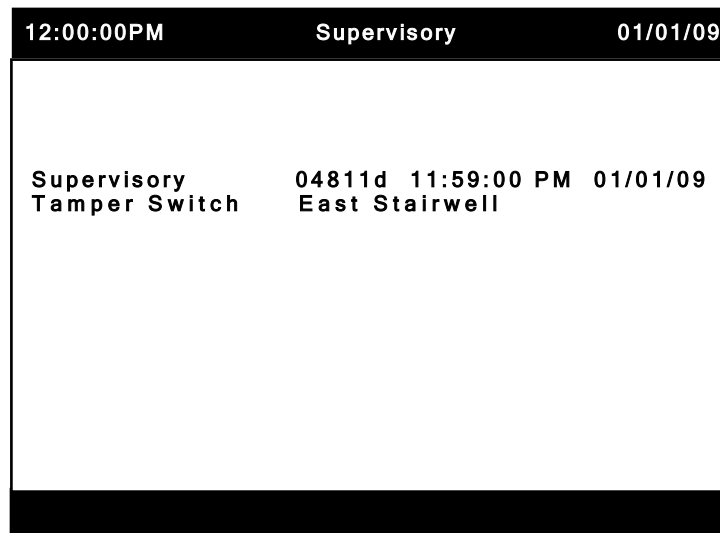 12:00:00PM Supervisory 01/01/09
Supervisory 04811d 11:59:00 PM 01/01/09
Tamper Switch East Stairwell